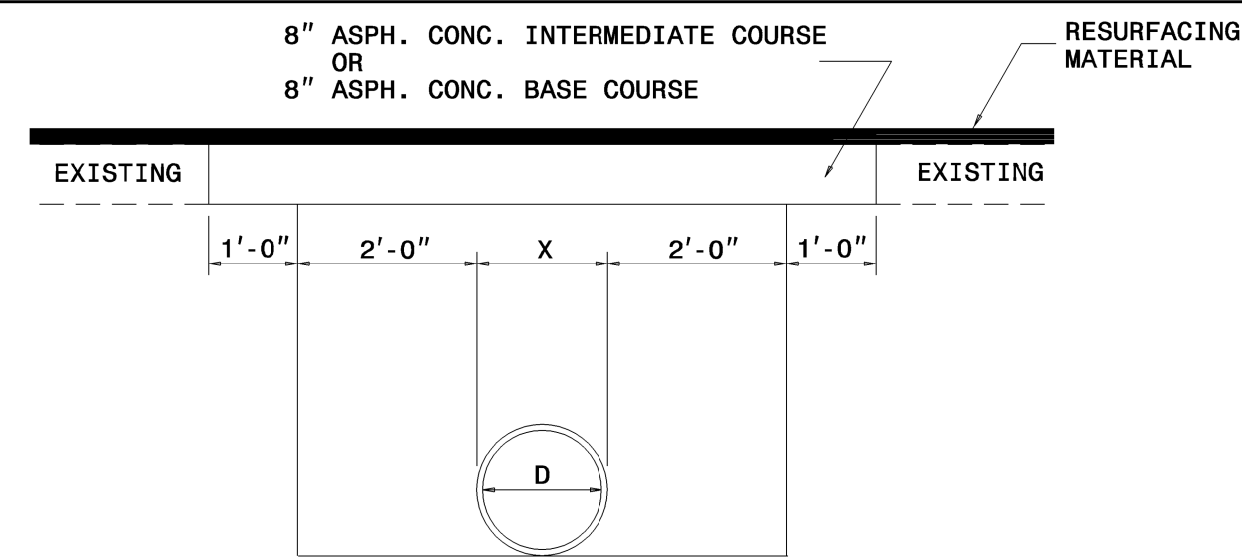 8" ASPH. CONC. INTERMEDIATE COURSE
OR
8" ASPH. CONC. BASE COURSE
RESURFACING
MATERIAL
EXISTING
EXISTING
1'-0"
2'-0"
X
2'-0"
1'-0"
D